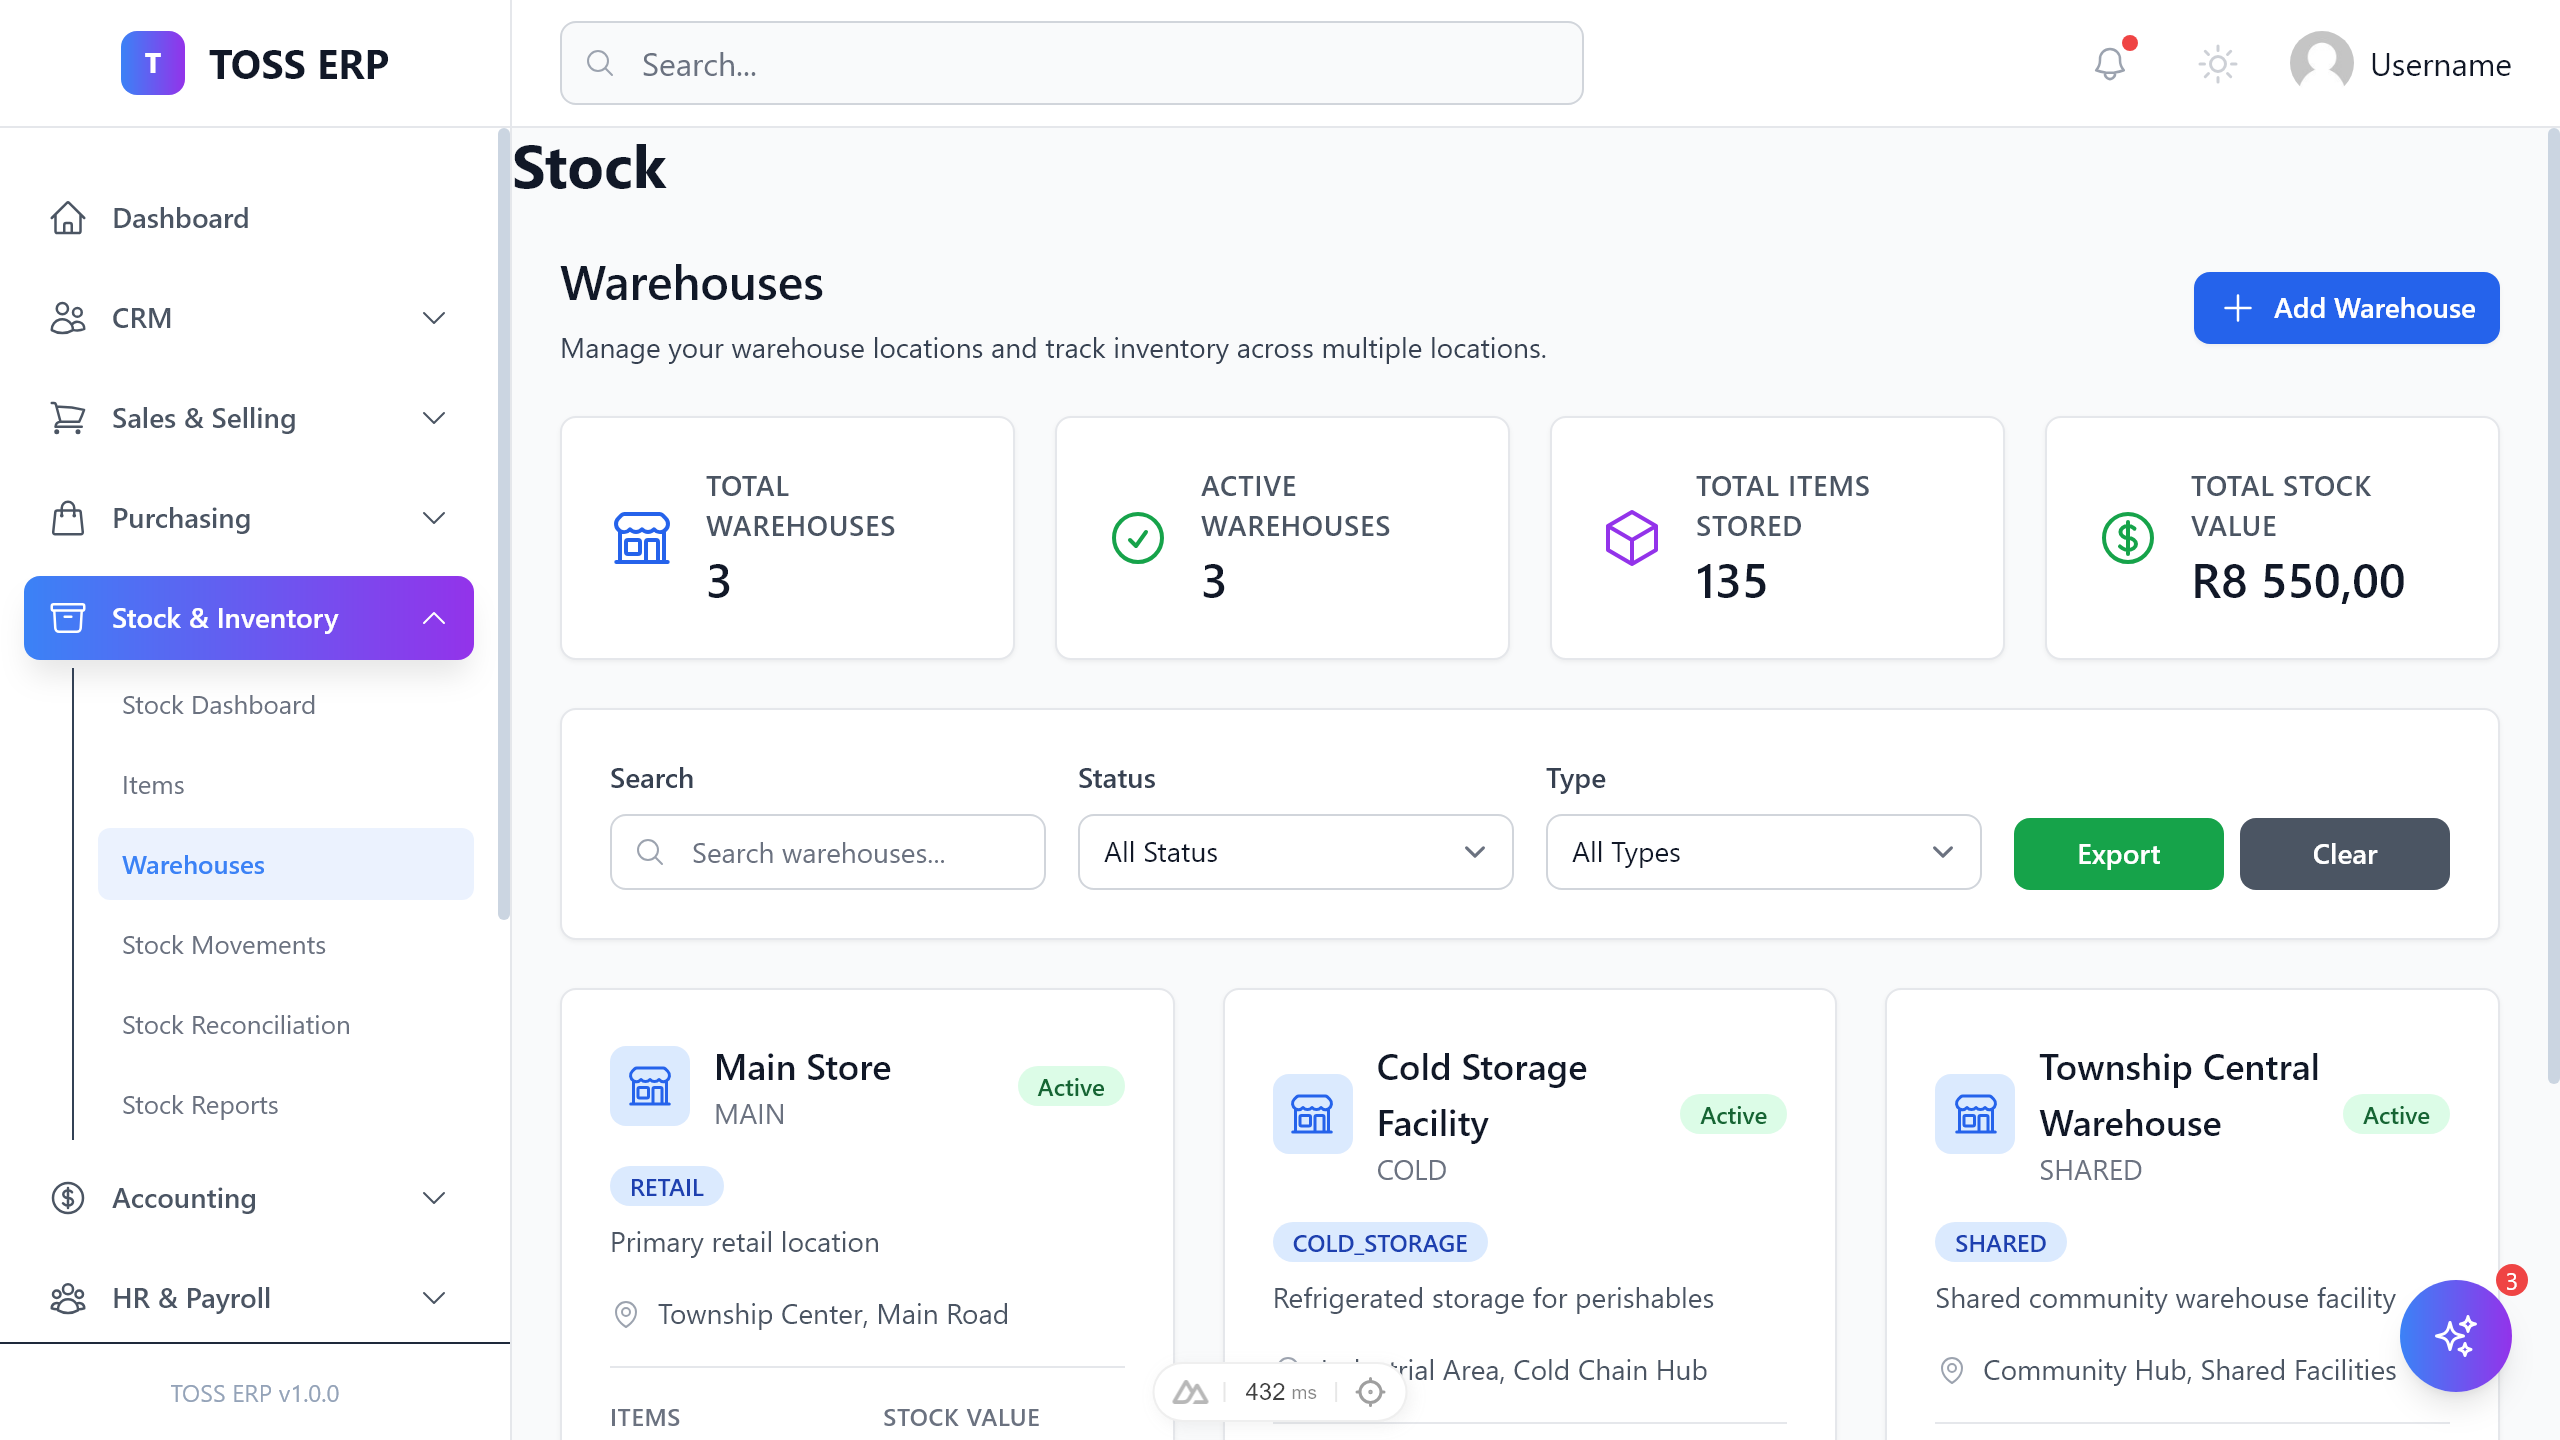 T
TOSS ERP
Search...
Username
Dashboard
CRM
Sales & Selling
Purchasing
Stock & Inventory
Stock Dashboard
Items
Warehouses
Stock Movements
Stock Reconciliation
Stock Reports
Accounting
HR & Payroll
TOSS ERP v1.0.0
Stock
Warehouses
Manage your warehouse locations and track inventory across multiple locations.
Add Warehouse
TOTAL
WAREHOUSES
3
ACTIVE
WAREHOUSES
3
TOTAL ITEMS
STORED
135
TOTAL STOCK
VALUE
R8 550,00
Search
Search warehouses...
Status
All Status
Type
All Types
Export
Clear
Main Store
MAIN
Active
RETAIL
Primary retail location
Township Center, Main Road
ITEMS
STOCK VALUE
Cold Storage
Facility
COLD
Active
COLD_STORAGE
Refrigerated storage for perishables
Area, Cold Chain Hub
Township Central
Warehouse
SHARED
Active
SHARED
Shared community warehouse facility
Community Hub, Shared Facilities
3
432 ms